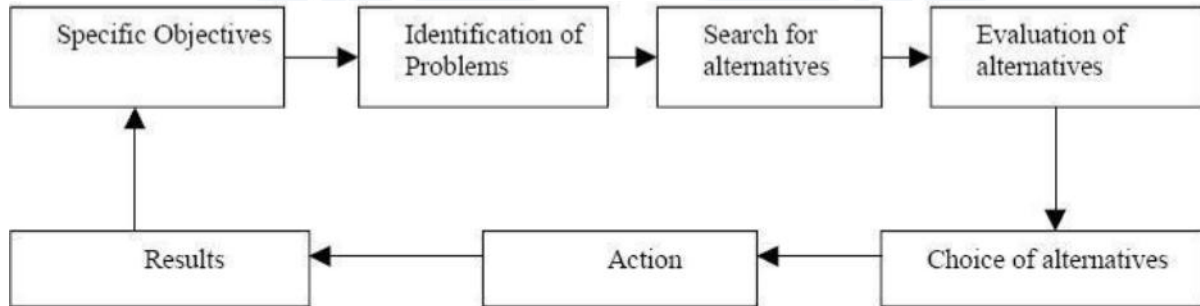 Specific Objectives
Identification of
Problems
Search for
alternatives
Evaluation of
alternatives
Choice of alternatives
Action
Results